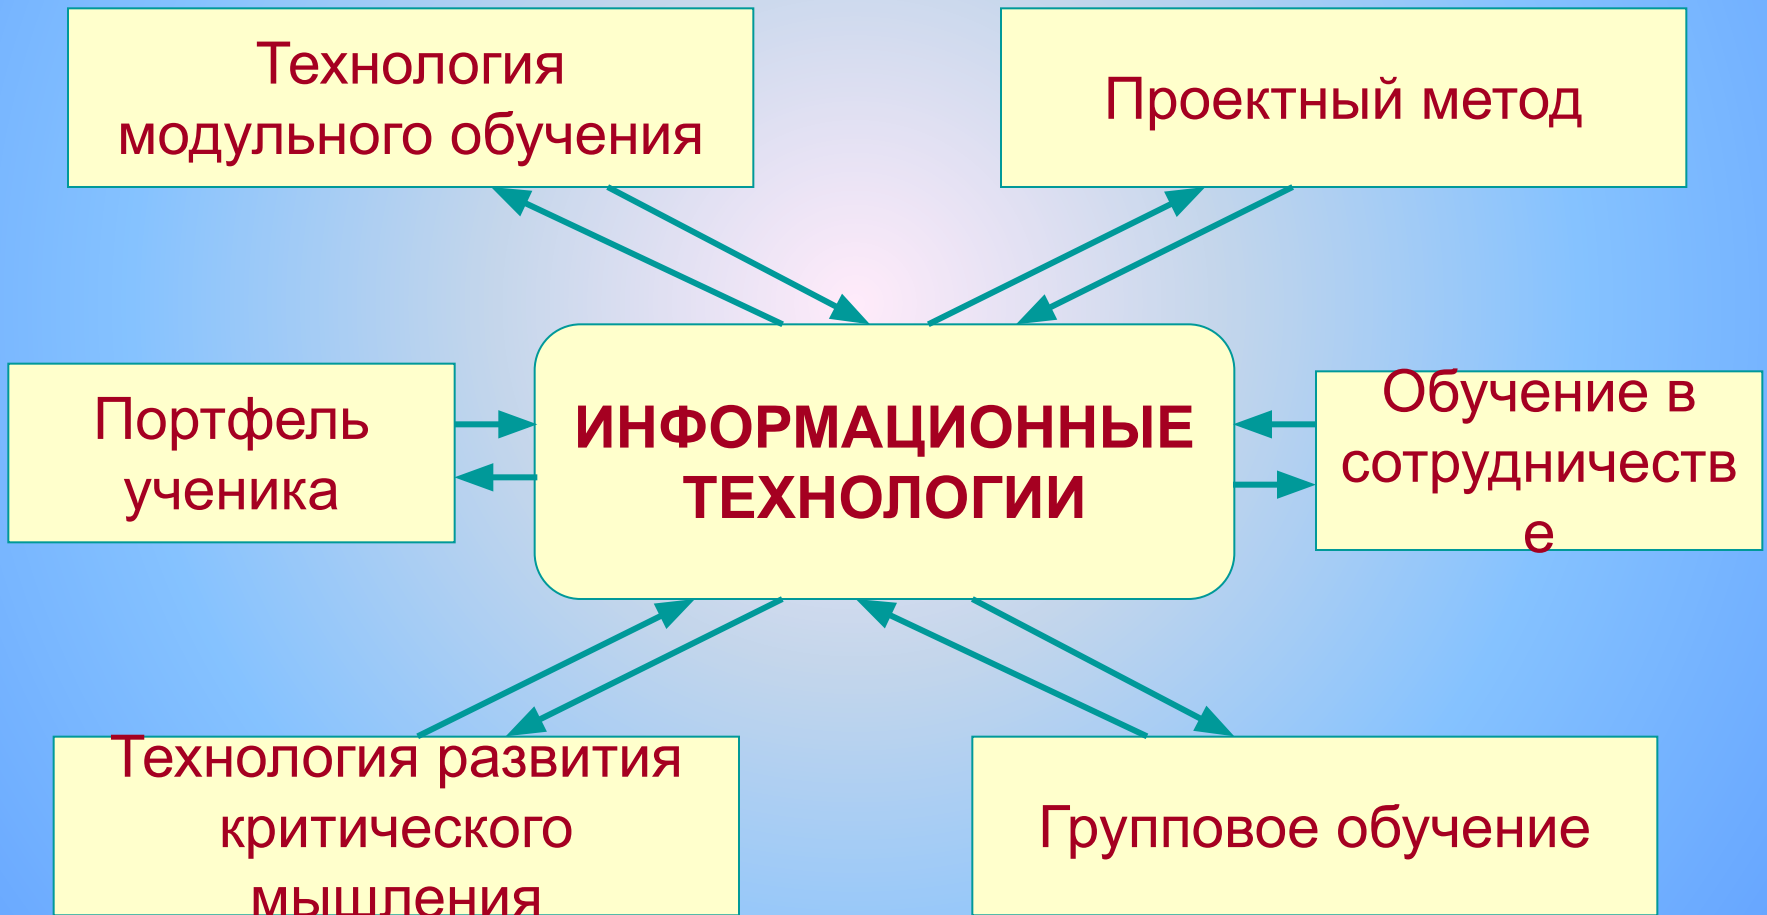 Технология
модульного обучения
Проектный метод
Портфель
ученика
ИНФОРМАЦИОННЫЕ
ТЕХНОЛОГИИ
Обучение в
сотрудничеств
е
Технология развития
критического
мышления
Групповое обучение